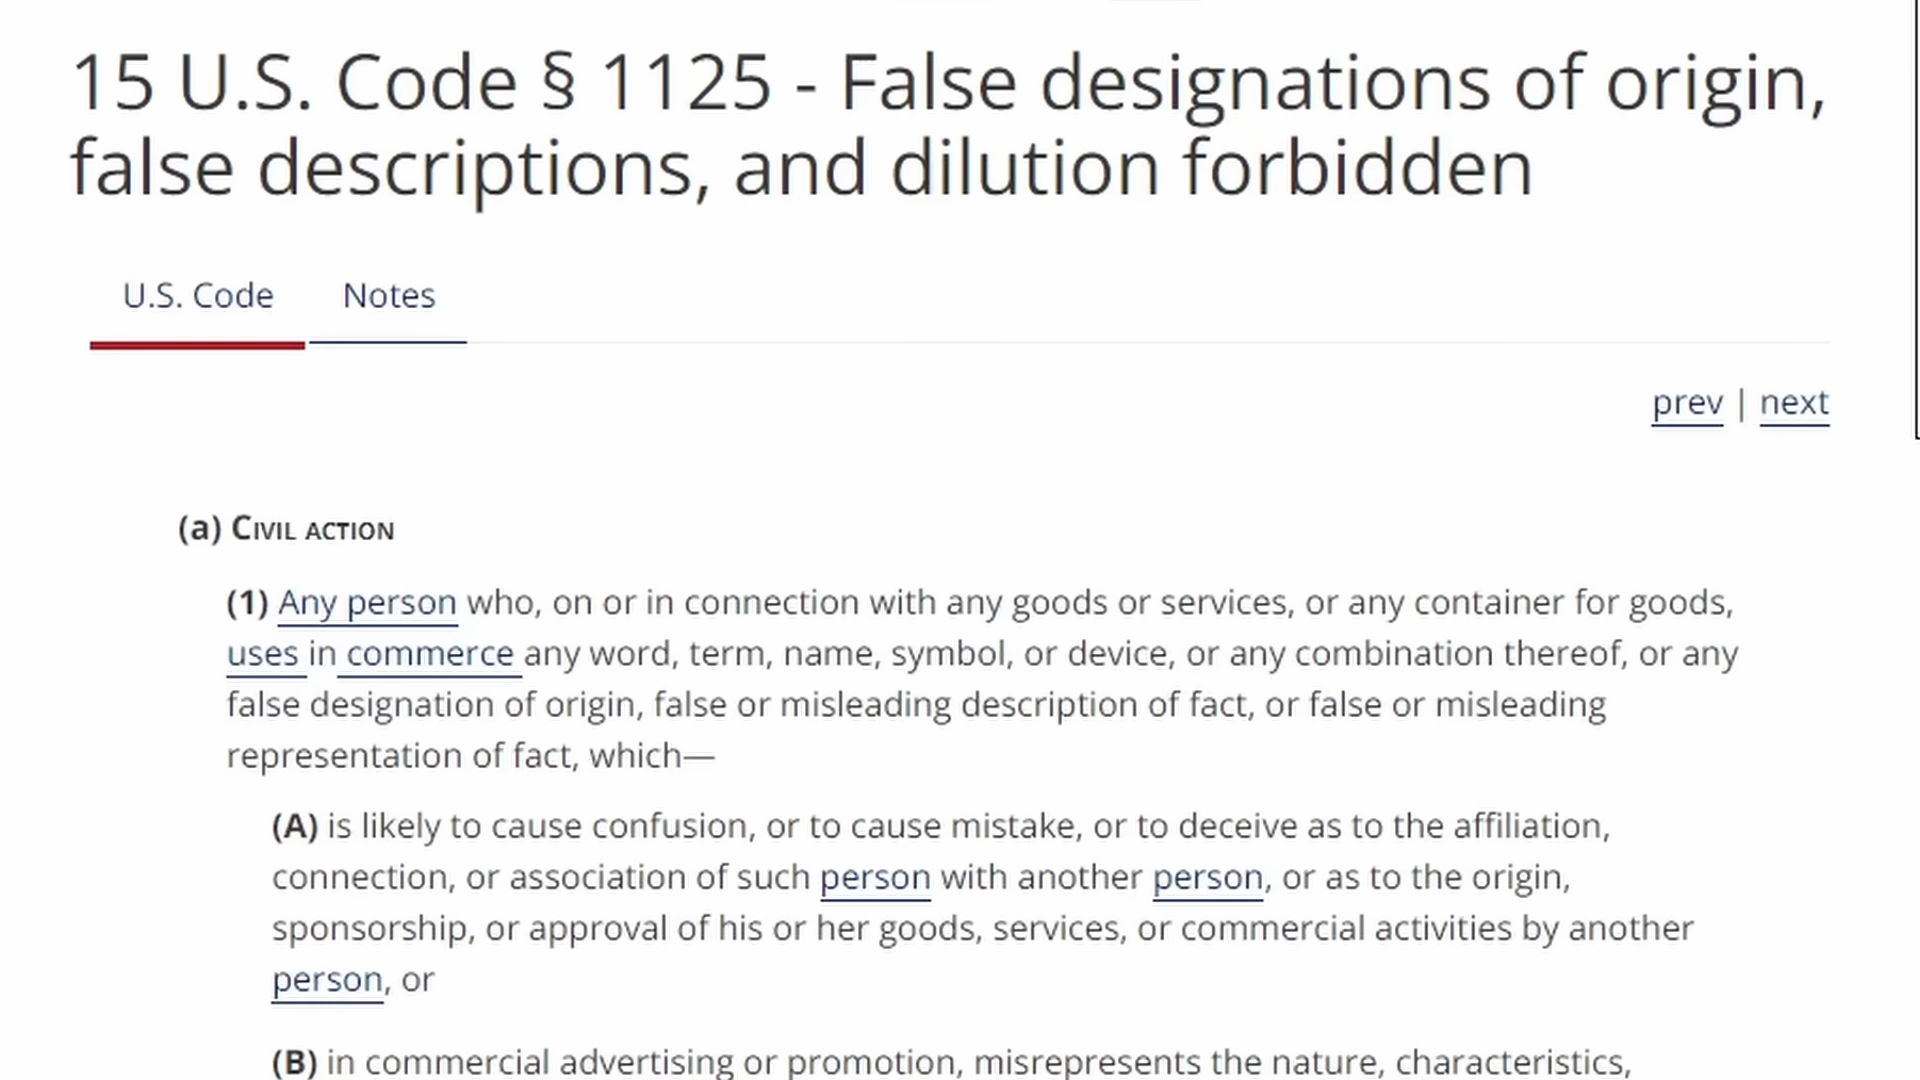 15 U.S. Code § 1125 - False designations of origin,
false descriptions, and dilution forbidden
U.S. Code Notes
prev | next
(a) Civil action
(1) Any person who, on or in connection with any goods or services, or any container for goods,
uses in commerce any word, term, name, symbol, or device, or any combination thereof, or any
false designation of origin, false or misleading description of fact, or false or misleading
representation of fact, which—
(A) is likely to cause confusion, or to cause mistake, or to deceive as to the affiliation,
connection, or association of such person with another person, or as to the origin,
sponsorship, or approval of his or her goods, services, or commercial activities by another
person, or
(B) in commercial advertising or promotion, misrepresents the nature, characteristics,